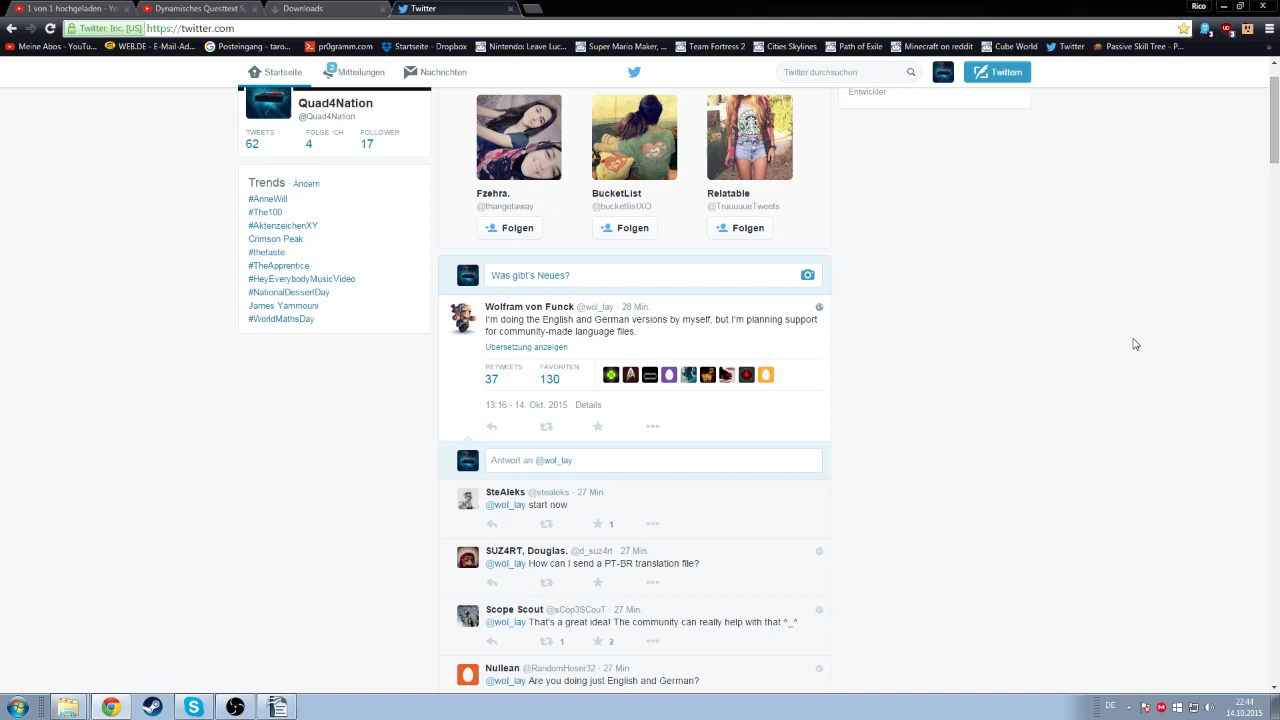 1 von 1 hochgelade
Dynamisches Questtext S
Downloads
Twitter
Rico
Twitter, Inc. [US] https://twitter.com
Meine Abos - YouTu...
WEB.DE - E-Mail-Ad...
Posteingang - taro...
pr0gramm.com
Startseite - Dropbox
Nintendo: Leave Luc...
Super Mario Maker, ...
Team Fortress 2
Cities Skylines
Path of Exile
Minecraft on reddit
Cube World
Twitter
Passive Skill Tree - P...
Startseite
2
Mitteilungen
Nachrichten
Twitter durchsuchen
Twittern
Quad4Nation
@Quad4Nation
TWEETS FOLGE ICH FOLLOWER
62 4 17
Trends · Ändern
#AnneWill
#The100
#AktenzeichenXY
Crimson Peak
#thetaste
#TheApprentice
#HeyEverybodyMusicVideo
#NationalDessertDay
James Yammouni
#WorldMathsDay
Fzehra.
@thangetaway
Folgen
BucketList
@bucketlistXO
Folgen
Relatable
@TruuuueTweets
Folgen
Entwickler
Was gibt's Neues?
Wolfram von Funck @wol_lay · 28 Min.
I'm doing the English and German versions by myself, but I'm planning support
for community-made language files.
Übersetzung anzeigen
RETWEETS FAVORITEN
37 130
13:16 - 14. Okt. 2015 · Details
Antwort an @wol_lay
SteAleks @stealeks · 27 Min.
@wol_lay start now
1
SUZ4RT, Douglas. @d_suz4rt · 27 Min.
@wol_lay How can I send a PT-BR translation file?
Scope Scout @sCop3SCouT · 27 Min.
@wol_lay That's a great idea! The community can really help with that ^_^
1 2
Nullean @RandomHoser32 · 27 Min.
@wol_lay Are you doing just English and German?
DE
22:44
14.10.2015